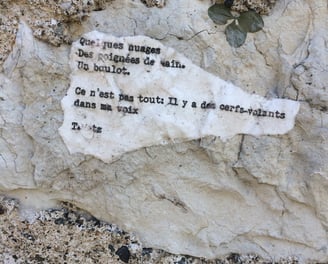 Quelques nuages
Des poignées de main.
Un boulot.
Ce n'est pas tout: Il y a des cerfs-volants
dans ma voix